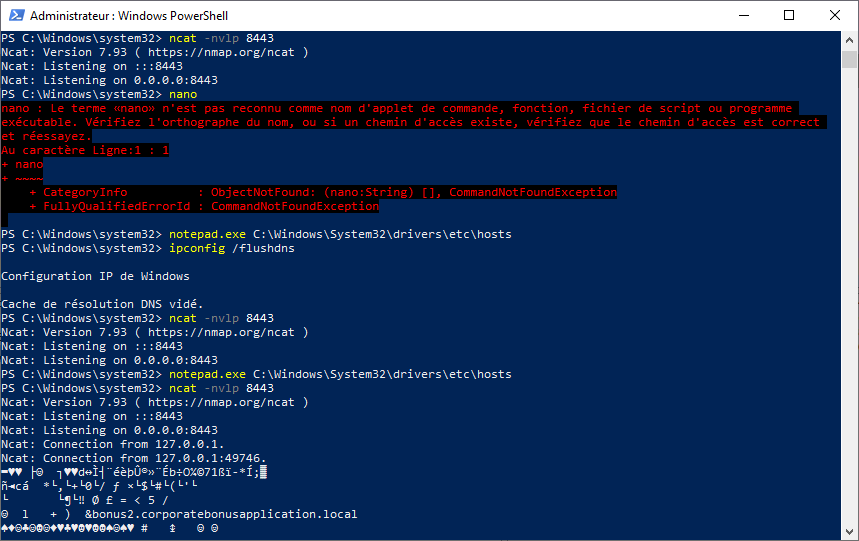 Administrateur : Windows PowerShell
PS C:\Windows\system32> ncat -nvlp 8443
Ncat: Version 7.93 ( https://nmap.org/ncat )
Ncat: Listening on :::8443
Ncat: Listening on 0.0.0.0:8443
PS C:\Windows\system32> nano
nano : Le terme «nano» n'est pas reconnu comme nom d'applet de commande, fonction, fichier de script ou programme
exécutable. Vérifiez l'orthographe du nom, ou si un chemin d'accès existe, vérifiez que le chemin d'accès est correct
et réessayez.
Au caractère Ligne:1 : 1
+ nano
+ ~~~~
    + CategoryInfo          : ObjectNotFound: (nano:String) [], CommandNotFoundException
    + FullyQualifiedErrorId : CommandNotFoundException
PS C:\Windows\system32> notepad.exe C:\Windows\System32\drivers\etc\hosts
PS C:\Windows\system32> ipconfig /flushdns
Configuration IP de Windows
Cache de résolution DNS vidé.
PS C:\Windows\system32> ncat -nvlp 8443
Ncat: Version 7.93 ( https://nmap.org/ncat )
Ncat: Listening on :::8443
Ncat: Listening on 0.0.0.0:8443
PS C:\Windows\system32> notepad.exe C:\Windows\System32\drivers\etc\hosts
PS C:\Windows\system32> ncat -nvlp 8443
Ncat: Version 7.93 ( https://nmap.org/ncat )
Ncat: Listening on :::8443
Ncat: Listening on 0.0.0.0:8443
Ncat: Connection from 127.0.0.1.
Ncat: Connection from 127.0.0.1:49746.
&bonus2.corporatebonusapplication.local